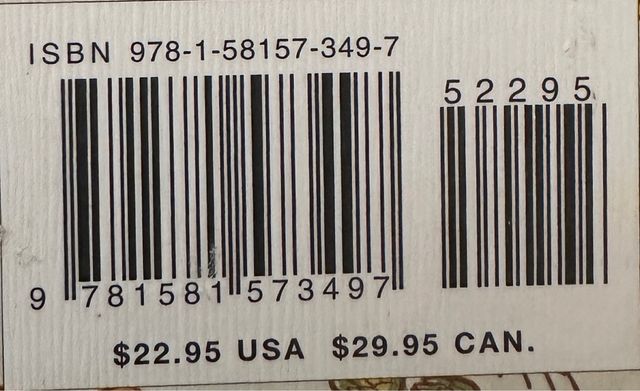 ISBN 978-1-58157-349-7
52295
9 781581 573497
$22.95 USA $29.95 CAN.